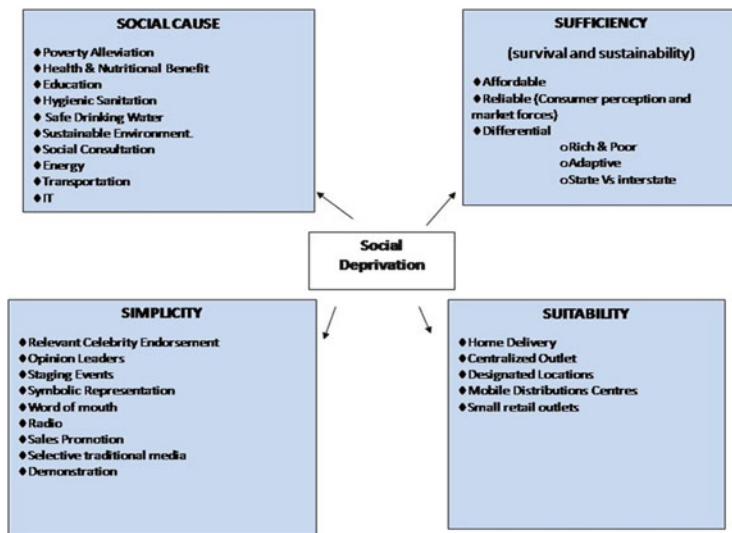 SOCIAL CAUSE
♦Poverty Alleviation
♦Health & Nutritional Benefit
♦Education
♦Hygienic Sanitation
♦ Safe Drinking Water
♦Sustainable Environment.
♦Social Consultation
♦Energy
♦Transportation
♦IT
SUFFICIENCY
(survival and sustainability)
♦Affordable
♦Reliable {Consumer perception and
market forces}
♦Differential
oRich & Poor
oAdaptive
oState Vs interstate
Social
Deprivation
SIMPLICITY
♦Relevant Celebrity Endorsement
♦Opinion Leaders
♦Staging Events
♦Symbolic Representation
♦Word of mouth
♦Radio
♦Sales Promotion
♦Selective traditional media
♦Demonstration
SUITABILITY
♦Home Delivery
♦Centralized Outlet
♦Designated Locations
♦Mobile Distributions Centres
♦Small retail outlets